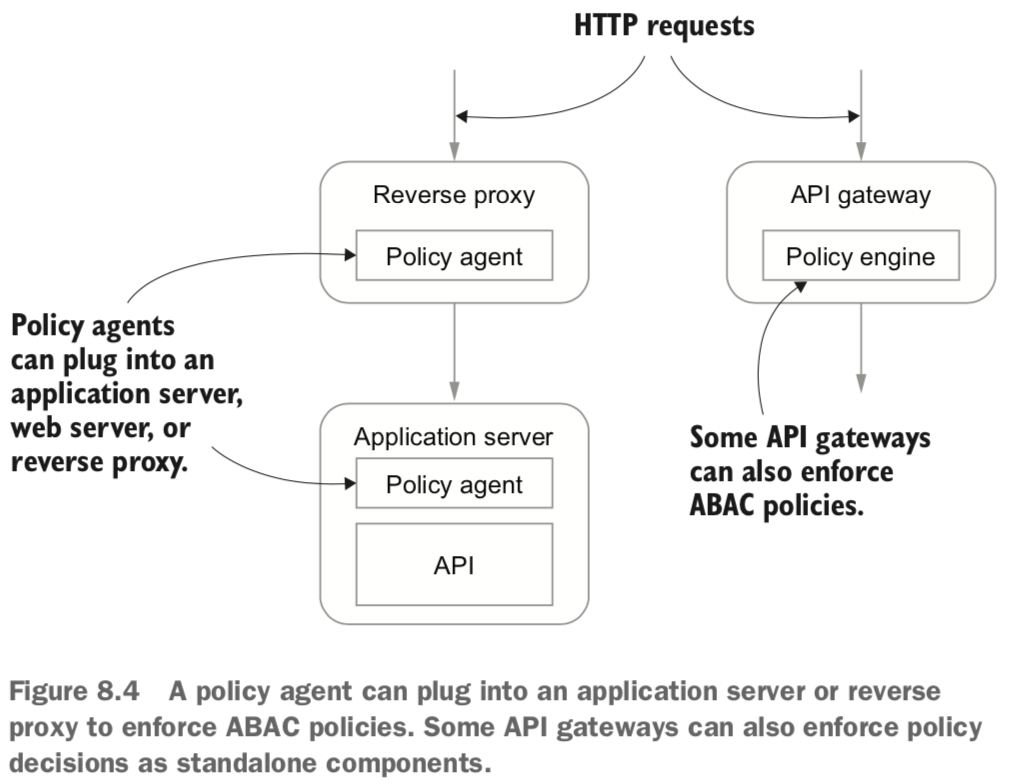 HTTP requests
Reverse proxy
Policy agent
API gateway
Policy engine
Policy agents
can plug into an
application server,
web server, or
reverse proxy.
Application server
Policy agent
API
Some API gateways
can also enforce
ABAC policies.
Figure 8.4 A policy agent can plug into an application server or reverse
proxy to enforce ABAC policies. Some API gateways can also enforce policy
decisions as standalone components.